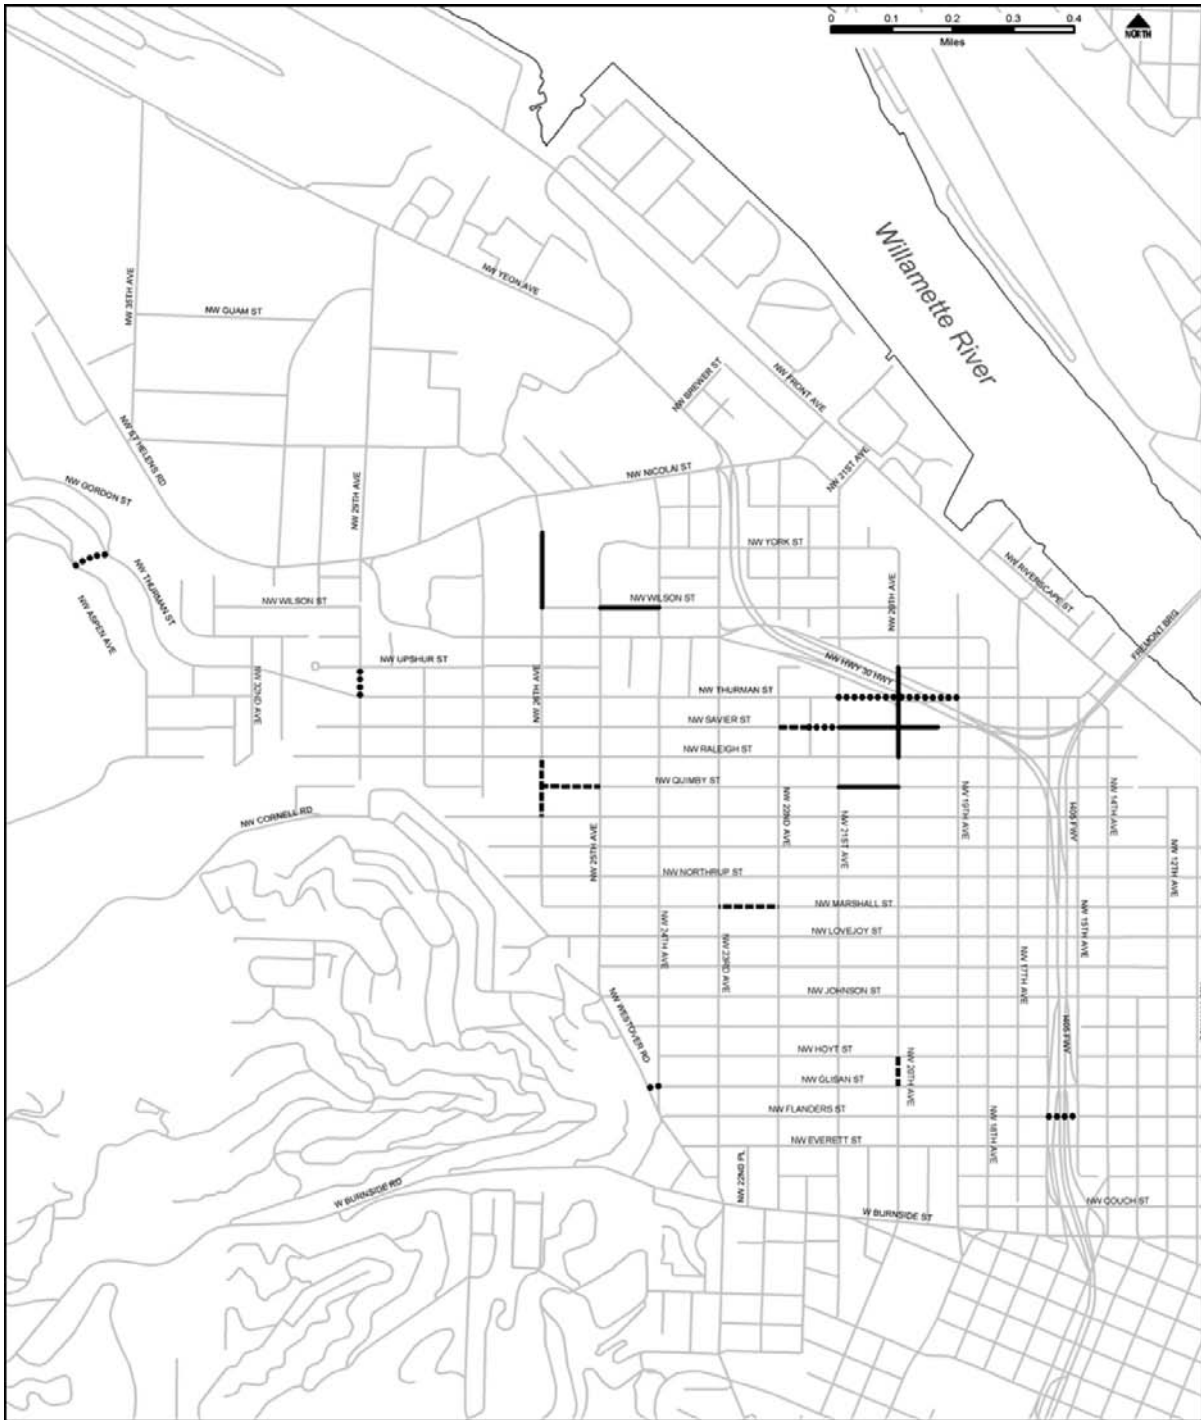 0 0.1 0.2 0.3 0.4
Miles
NORTH
Willamette River
NW YEON AVE
NW 35TH AVE
NW GUAM ST
NW FRONT AVE
NW BREWER ST
NW ST HELENS RD
NW 21ST AVE
NW NICOLAI ST
NW GORDON ST
NW 29TH AVE
NW YORK ST
NW RIVERSCAPE ST
NW THURMAN ST
NW ASPEN AVE
NW WILSON ST
NW WILSON ST
NW 20TH AVE
FREMONT BRG
NW HWY 30 HWY
NW UPSHUR ST
NW 32ND AVE
NW 26TH AVE
NW THURMAN ST
NW SAVIER ST
NW RALEIGH ST
NW QUIMBY ST
NW CORNELL RD
NW 22ND AVE
NW 21ST AVE
NW 19TH AVE
I405 FWY
NW 14TH AVE
NW 25TH AVE
NW 12TH AVE
NW NORTHRUP ST
NW MARSHALL ST
NW LOVEJOY ST
NW 24TH AVE
NW 23RD AVE
NW 15TH AVE
NW 17TH AVE
NW JOHNSON ST
NW WESTOVER RD
I405 FWY
NW HOYT ST
NW 20TH AVE
NW GLISAN ST
NW FLANDERS ST
NW 18TH AVE
NW EVERETT ST
NW 22ND PL
W BURNSIDE RD
NW COUCH ST
W BURNSIDE ST